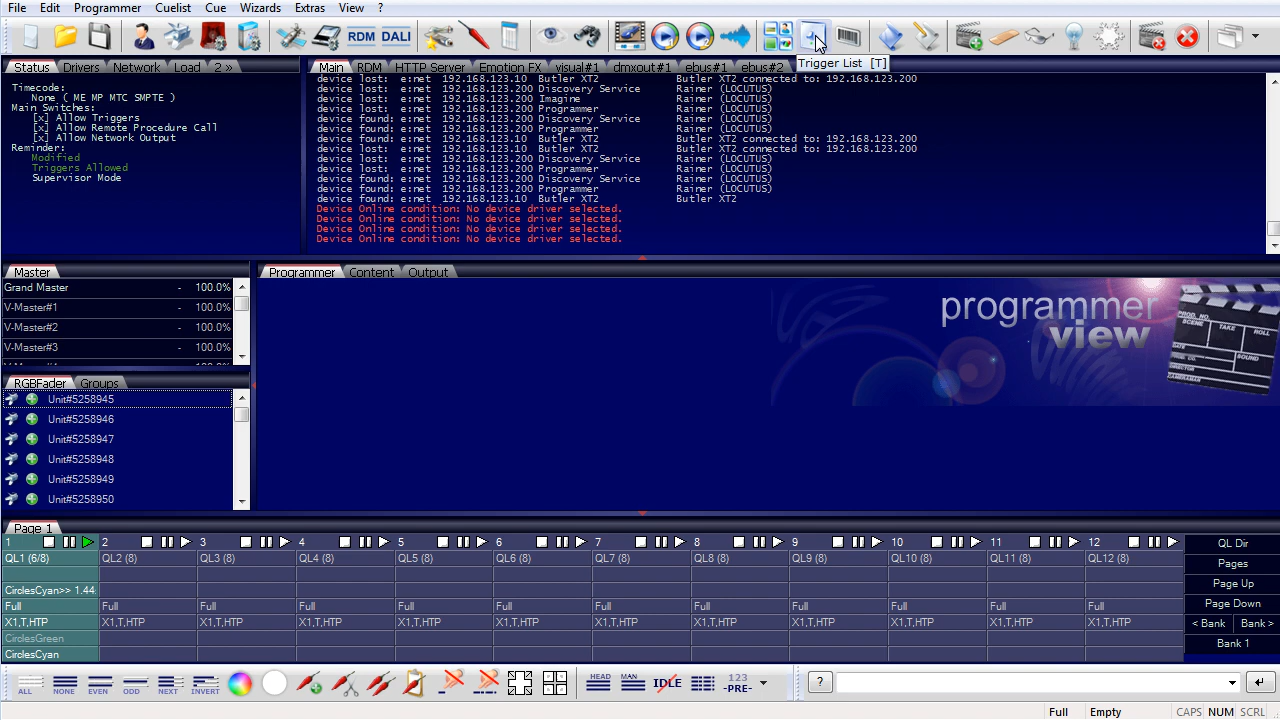 File Edit Programmer Cuelist Cue Wizards Extras View ?
RDM DALI
Trigger List [T]
Status Drivers Network Load 2 »
Timecode:
None ( ME MP MTC SMPTE )
Main Switches:
[x] Allow Triggers
[x] Allow Remote Procedure Call
[x] Allow Network Output
Reminder:
Modified
Triggers Allowed
Supervisor Mode
Main RDM HTTP Server Emotion FX visual#1 dmxout#1 ebus#1 ebus#2
device lost: e:net 192.168.123.10 Butler XT2 Butler XT2 connected to: 192.168.123.200
device lost: e:net 192.168.123.200 Discovery Service Rainer (LOCUTUS)
device lost: e:net 192.168.123.200 Imagine Rainer (LOCUTUS)
device lost: e:net 192.168.123.200 Programmer Rainer (LOCUTUS)
device found: e:net 192.168.123.200 Discovery Service Rainer (LOCUTUS)
device found: e:net 192.168.123.200 Programmer Rainer (LOCUTUS)
device found: e:net 192.168.123.10 Butler XT2 Butler XT2 connected to: 192.168.123.200
device lost: e:net 192.168.123.10 Butler XT2 Butler XT2 connected to: 192.168.123.200
device lost: e:net 192.168.123.200 Discovery Service Rainer (LOCUTUS)
device lost: e:net 192.168.123.200 Programmer Rainer (LOCUTUS)
device found: e:net 192.168.123.200 Discovery Service Rainer (LOCUTUS)
device found: e:net 192.168.123.200 Programmer Rainer (LOCUTUS)
device found: e:net 192.168.123.10 Butler XT2 Butler XT2
Device Online condition: No device driver selected.
Device Online condition: No device driver selected.
Device Online condition: No device driver selected.
Device Online condition: No device driver selected.
Master
Grand Master - 100.0%
V-Master#1 - 100.0%
V-Master#2 - 100.0%
V-Master#3 - 100.0%
RGBFader Groups
Unit#5258945
Unit#5258946
Unit#5258947
Unit#5258948
Unit#5258949
Unit#5258950
Programmer Content Output
programmer
view
PROD. NO.
SCENE TAKE ROLL
SOUND
Page 1
1 2 3 4 5 6 7 8 9 10 11 12
QL1 (6/8) QL2 (8) QL3 (8) QL4 (8) QL5 (8) QL6 (8) QL7 (8) QL8 (8) QL9 (8) QL10 (8) QL11 (8) QL12 (8)
CirclesCyan>> 1.44
Full Full Full Full Full Full Full Full Full Full Full Full
X1,T,HTP X1,T,HTP X1,T,HTP X1,T,HTP X1,T,HTP X1,T,HTP X1,T,HTP X1,T,HTP X1,T,HTP X1,T,HTP X1,T,HTP X1,T,HTP
CirclesGreen
CirclesCyan
QL Dir
Pages
Page Up
Page Down
< Bank Bank >
Bank 1
ALL NONE EVEN ODD NEXT INVERT HEAD MAN IDLE 123
-PRE- ?
Full Empty CAPS NUM SCRL